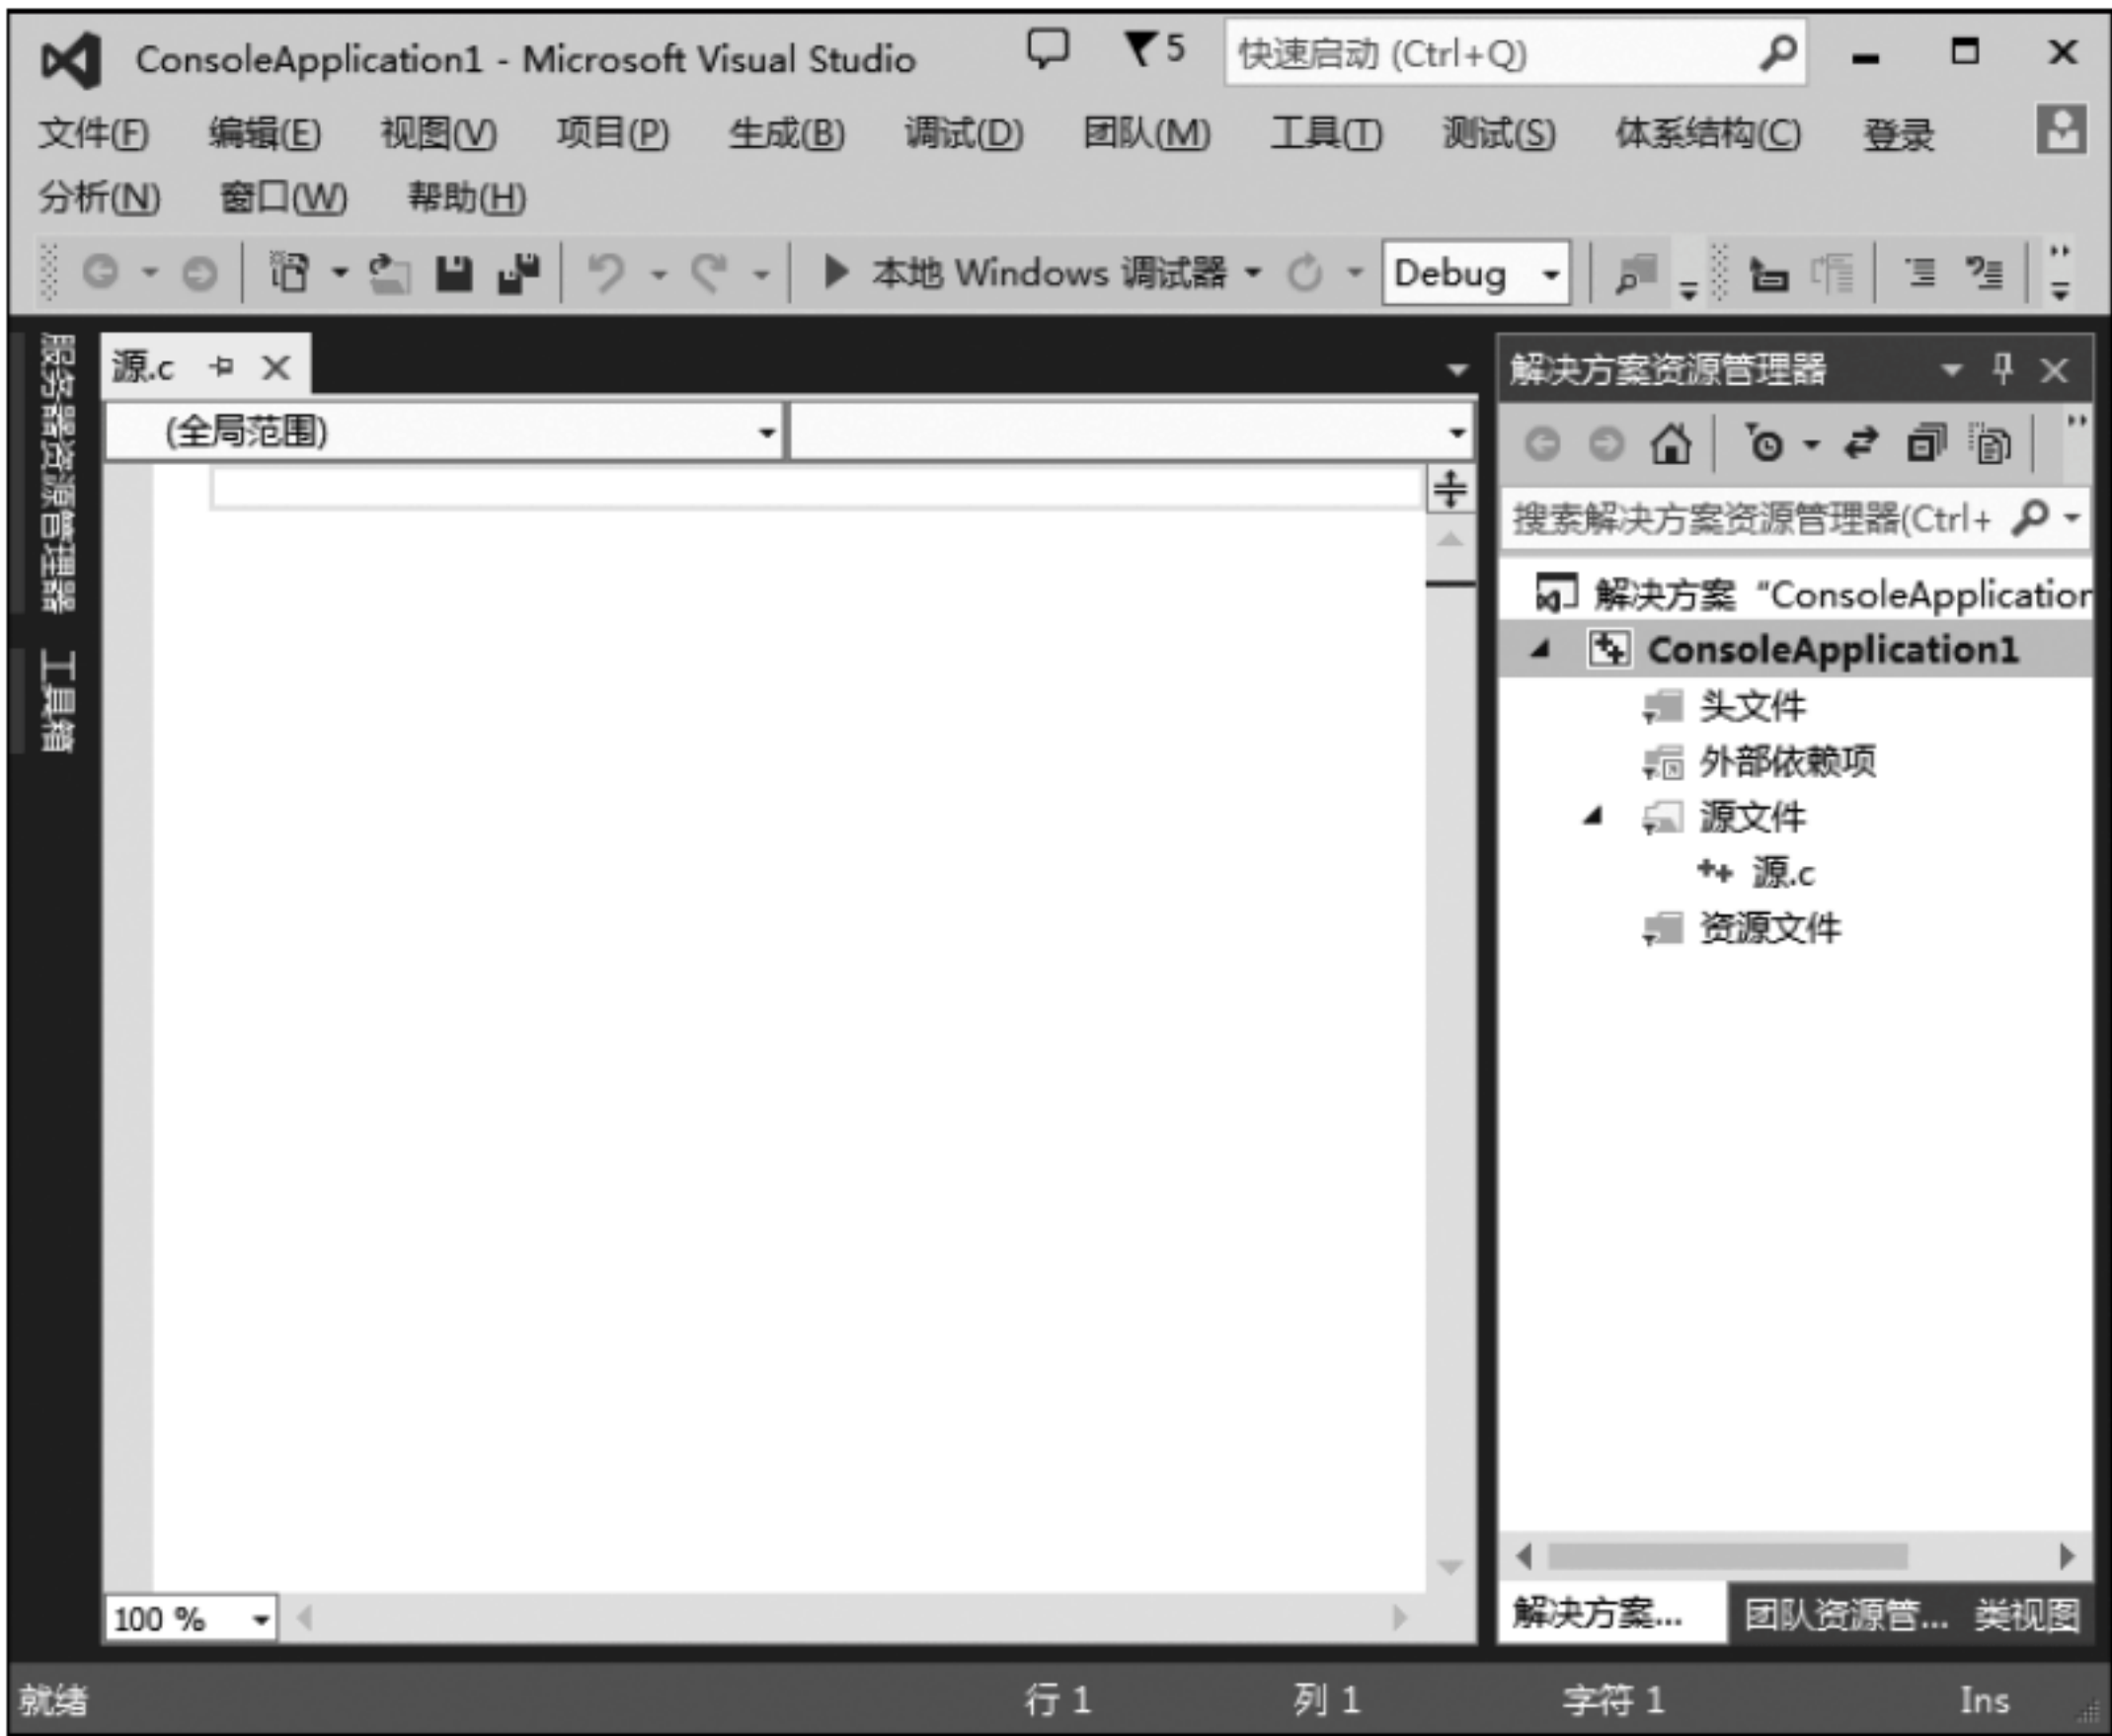 ConsoleApplication1 - Microsoft Visual Studio 5 快速启动 (Ctrl+Q)
文件(F) 编辑(E) 视图(V) 项目(P) 生成(B) 调试(D) 团队(M) 工具(T) 测试(S) 体系结构(C) 登录
分析(N) 窗口(W) 帮助(H)
本地 Windows 调试器 Debug
服务器资源管理器
工具箱
源.c
(全局范围)
100 %
解决方案资源管理器
搜索解决方案资源管理器(Ctrl+
解决方案 “ConsoleApplication
ConsoleApplication1
头文件
外部依赖项
源文件
源.c
资源文件
解决方案... 团队资源管... 类视图
就绪 行 1 列 1 字符 1 Ins